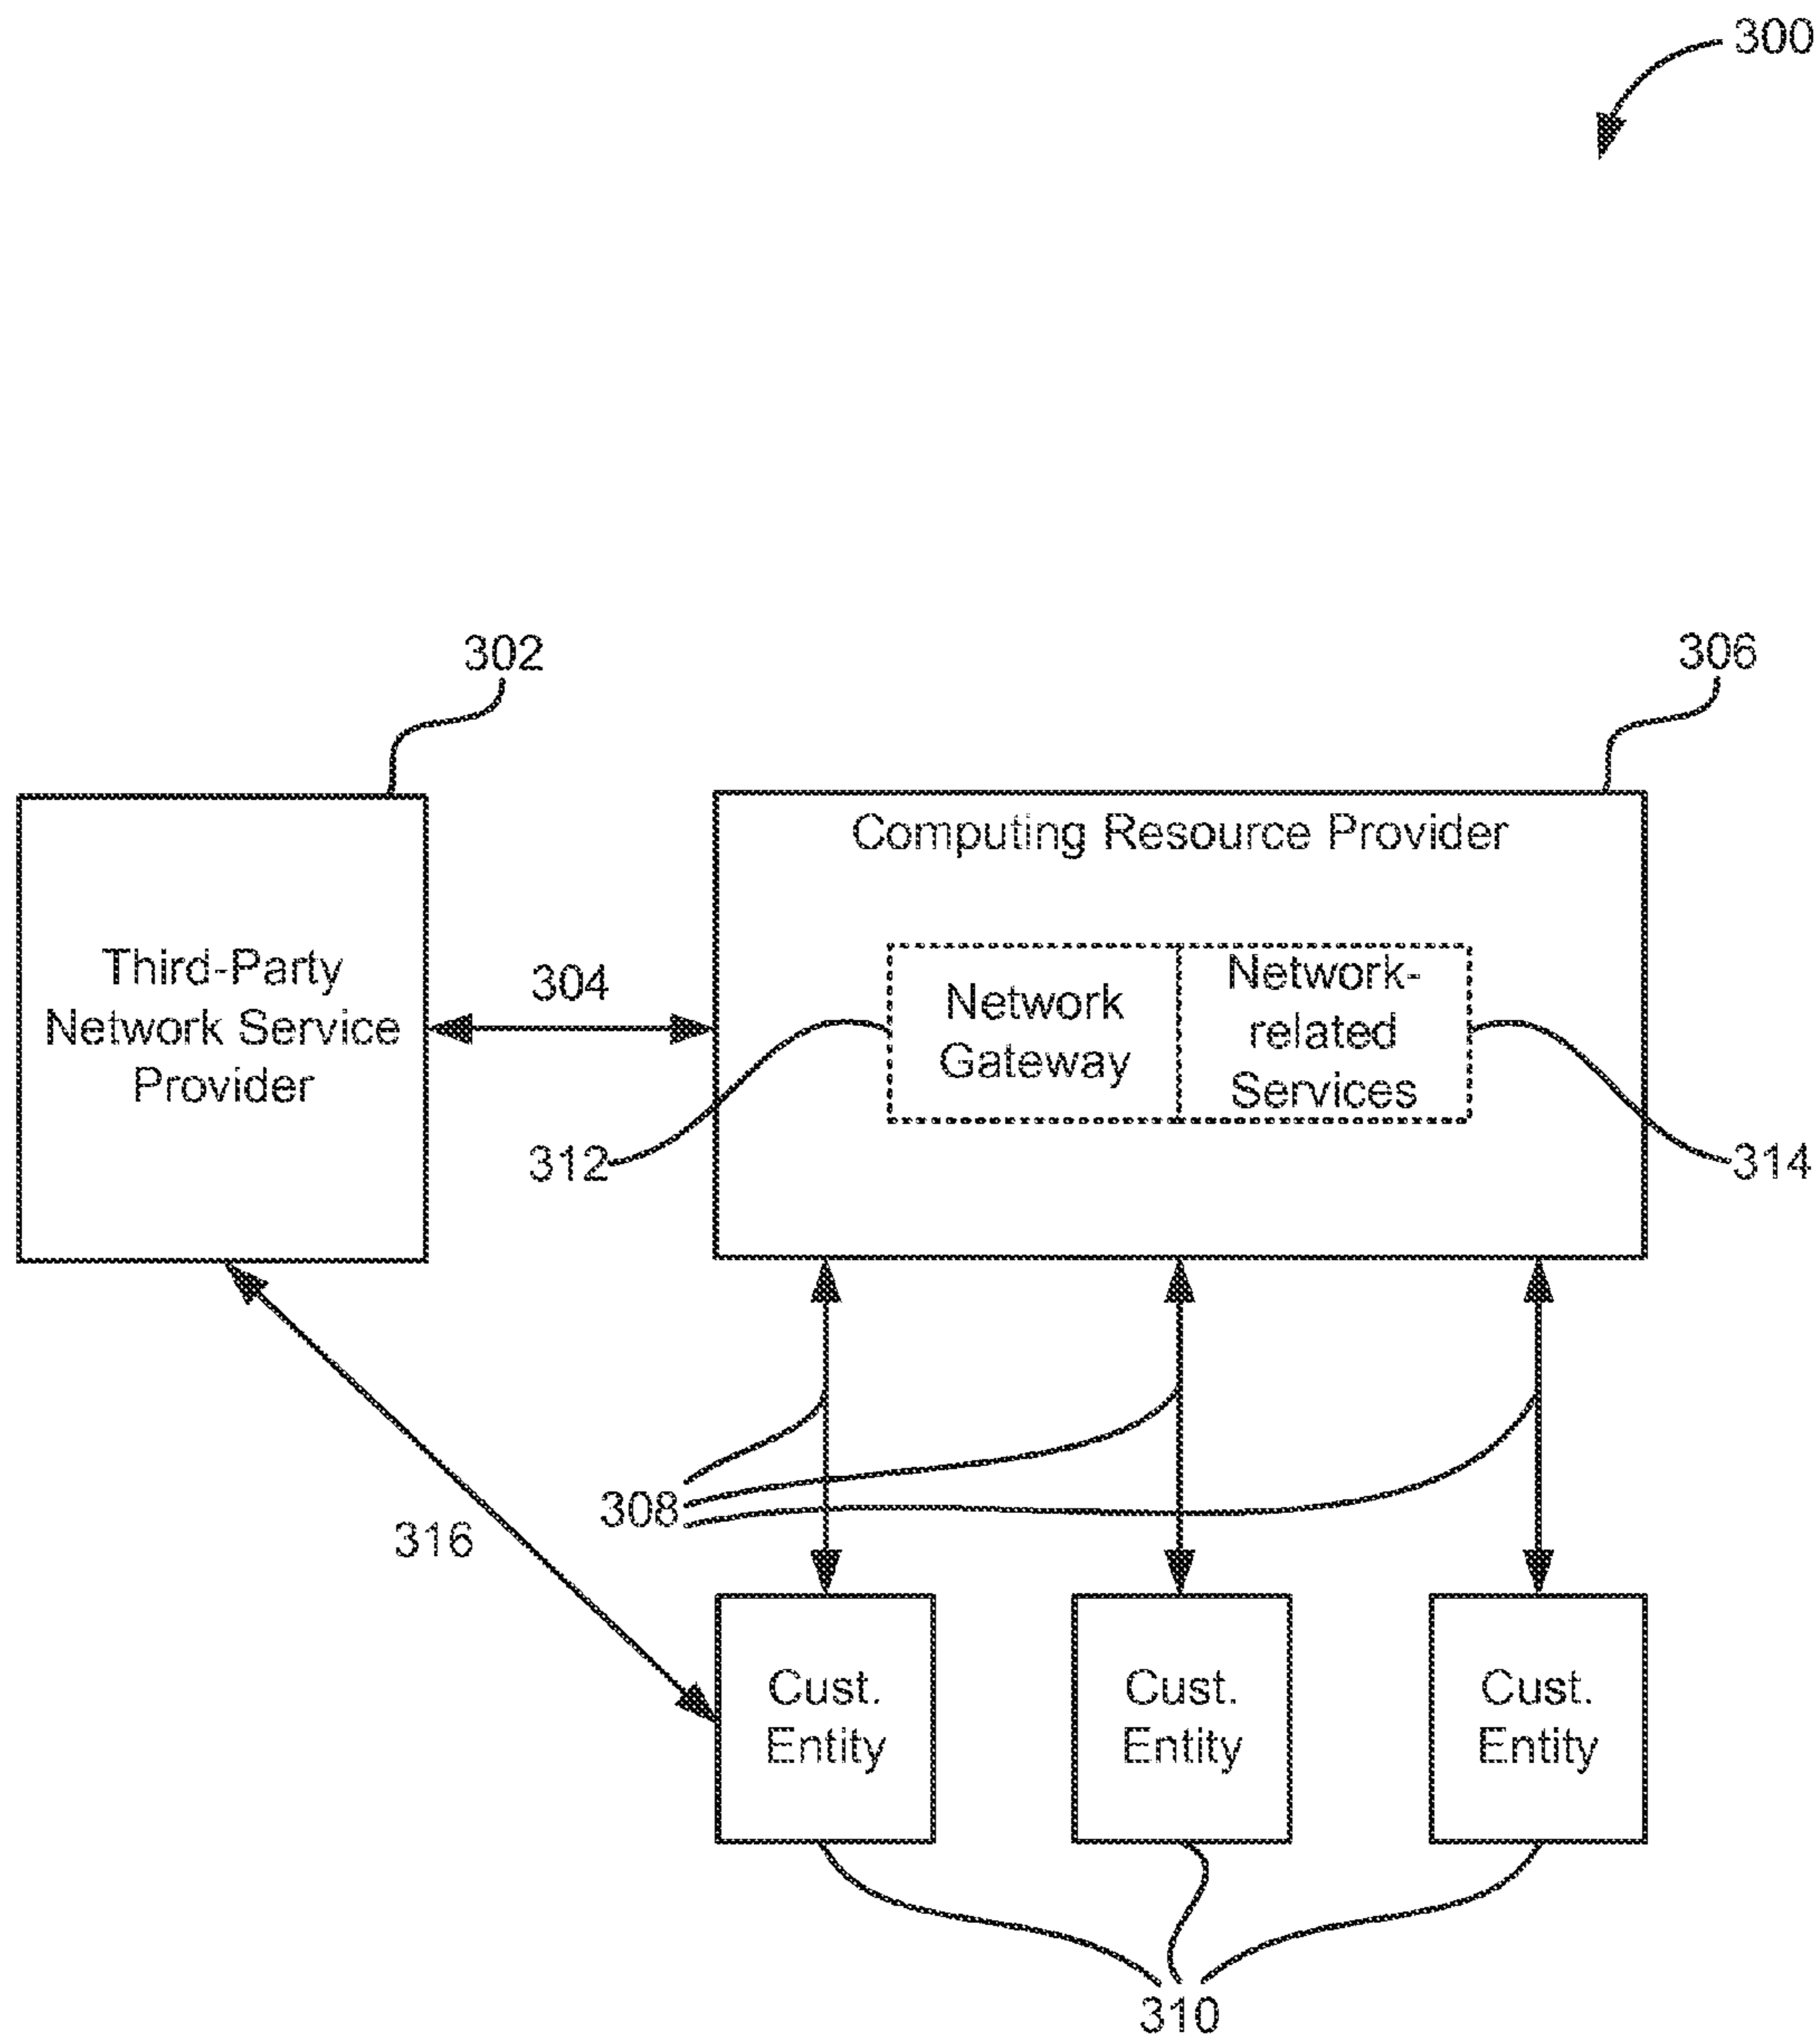 300
302
306
Computing Resource Provider
Third-Party
Network Service
Provider
304
Network
Gateway
Network-
related
Services
312
314
308
316
Cust.
Entity
Cust.
Entity
Cust.
Entity
310